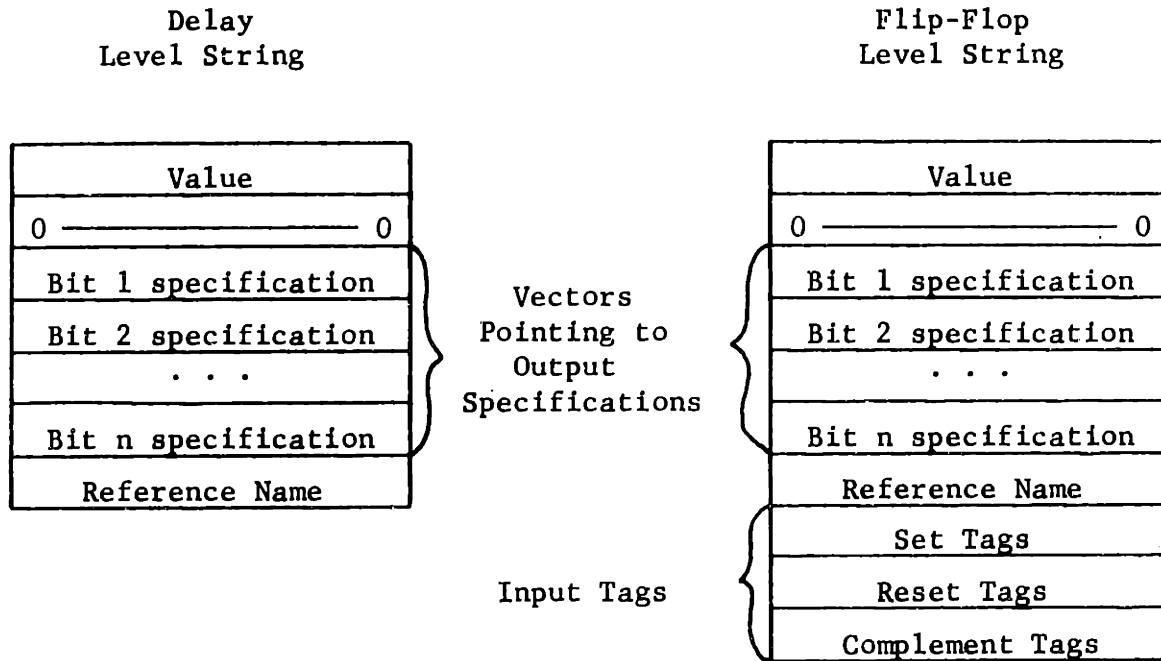 Delay
Level String
Value
0 ——— 0
Bit 1 specification
Bit 2 specification
. . .
Bit n specification
Reference Name
Vectors
Pointing to
Output
Specifications
Input Tags
Flip-Flop
Level String
Value
0 ——— 0
Bit 1 specification
Bit 2 specification
. . .
Bit n specification
Reference Name
Set Tags
Reset Tags
Complement Tags